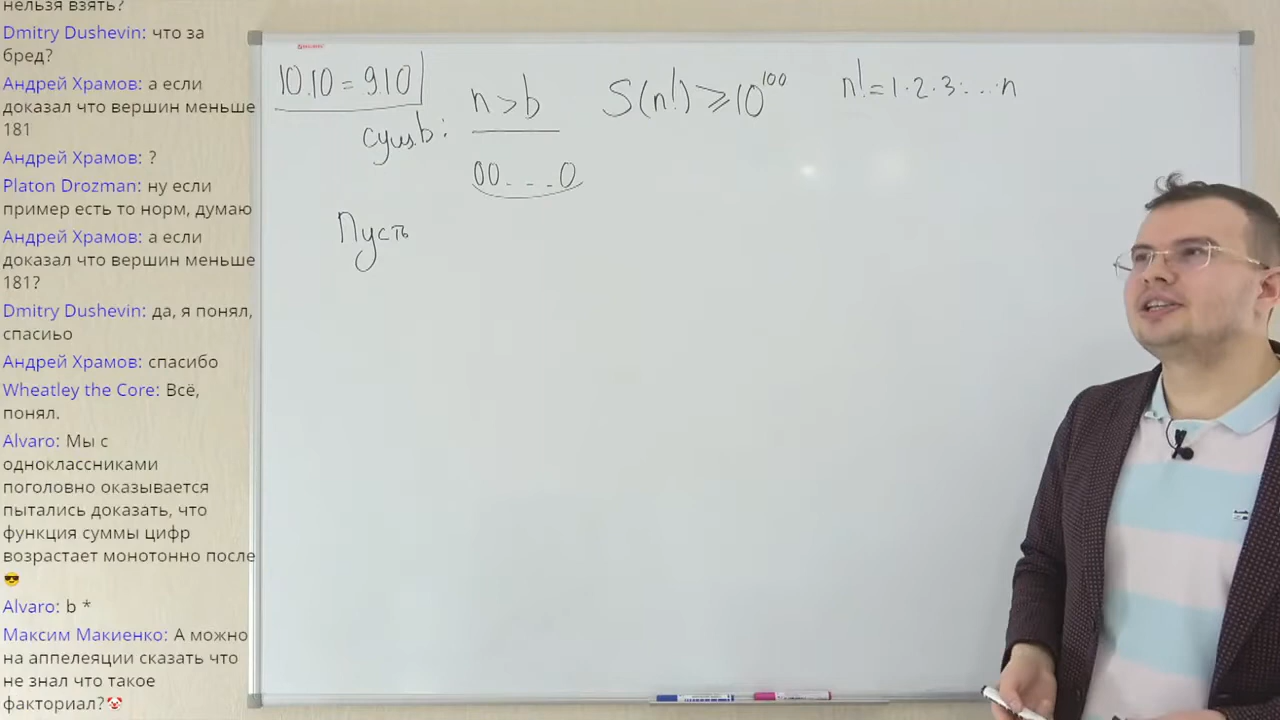 нельзя взять?
Dmitry Dushevin: что за
бред?
Андрей Храмов: а если
доказал что вершин меньше
181
Андрей Храмов: ?
Platon Drozman: ну если
пример есть то норм, думаю
Андрей Храмов: а если
доказал что вершин меньше
181?
Dmitry Dushevin: да, я понял,
спасиьо
Андрей Храмов: спасибо
Wheatley the Core: Всё,
понял.
Alvaro: Мы с
одноклассниками
поголовно оказывается
пытались доказать, что
функция суммы цифр
возрастает монотонно после
😎
Alvaro: b *
Максим Макиенко: А можно
на аппелеяции сказать что
не знал что такое
факториал?🤡
10.10 = 9.10
сущ. b: n > b
S(n!) ⩾ 10^100
n! = 1·2·3·...·n
00...0
Пусть